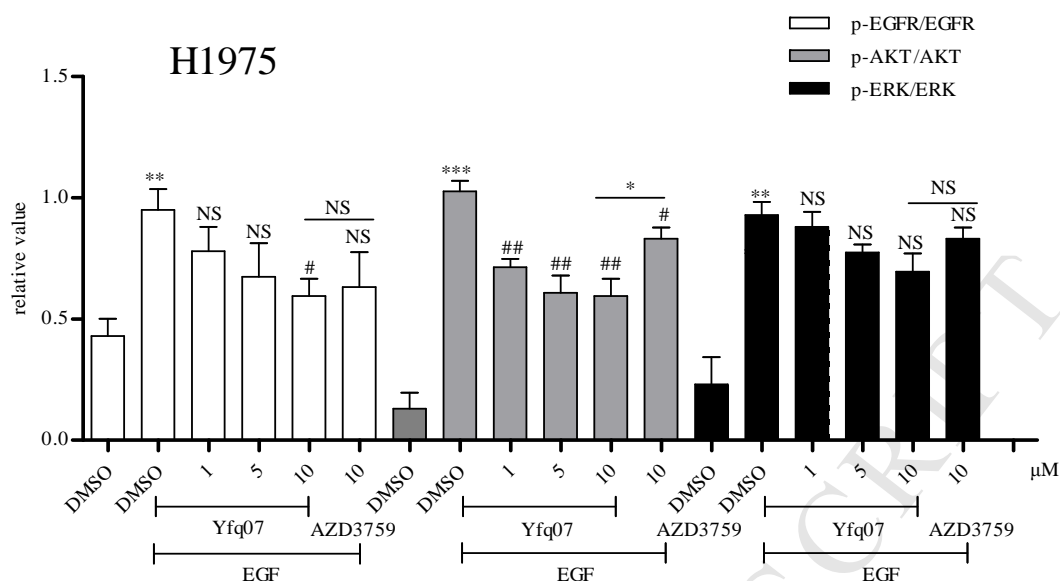 p-EGFR/EGFR
H1975
p-AKT/AKT
p-ERK/ERK
1.5
1.0
0.5
0.0
relative value
** NS NS # NS NS
*** ## ## ## # *
** NS NS NS NS NS
DMSO DMSO 1 5 10 10 DMSO DMSO 1 5 10 10 DMSO DMSO 1 5 10 10 μM
Yfq07 AZD3759 Yfq07 AZD3759 Yfq07 AZD3759
EGF EGF EGF
SCRIPT